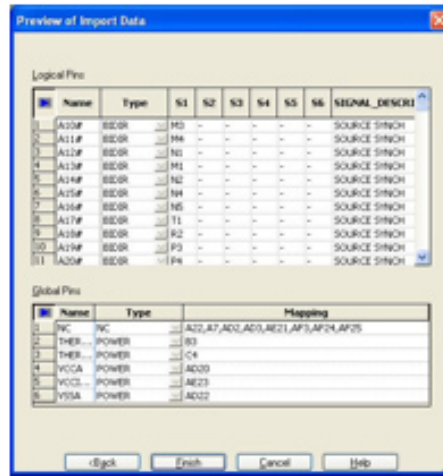 Preview of Import Data
Logical Pins
Name Type S1 S2 S3 S4 S5 S6 SIGNAL_DESCRI
1 A10# BIDIR M3 - - - - - SOURCE SYNCH
2 A11# BIDIR M4 - - - - - SOURCE SYNCH
3 A12# BIDIR N1 - - - - - SOURCE SYNCH
4 A13# BIDIR M1 - - - - - SOURCE SYNCH
5 A14# BIDIR N2 - - - - - SOURCE SYNCH
6 A15# BIDIR N4 - - - - - SOURCE SYNCH
7 A16# BIDIR N5 - - - - - SOURCE SYNCH
8 A17# BIDIR T1 - - - - - SOURCE SYNCH
9 A18# BIDIR R2 - - - - - SOURCE SYNCH
10 A19# BIDIR P3 - - - - - SOURCE SYNCH
11 A20# BIDIR P4 - - - - - SOURCE SYNCH
Global Pins
Name Type Mapping
1 NC NC A22,A7,AD2,AD3,AE21,AF3,AF24,AF25
2 THER... POWER B3
3 THER... POWER C4
4 VCCA POWER AD20
5 VCCI... POWER AE23
6 VSSA POWER AD22
<Back Finish Cancel Help